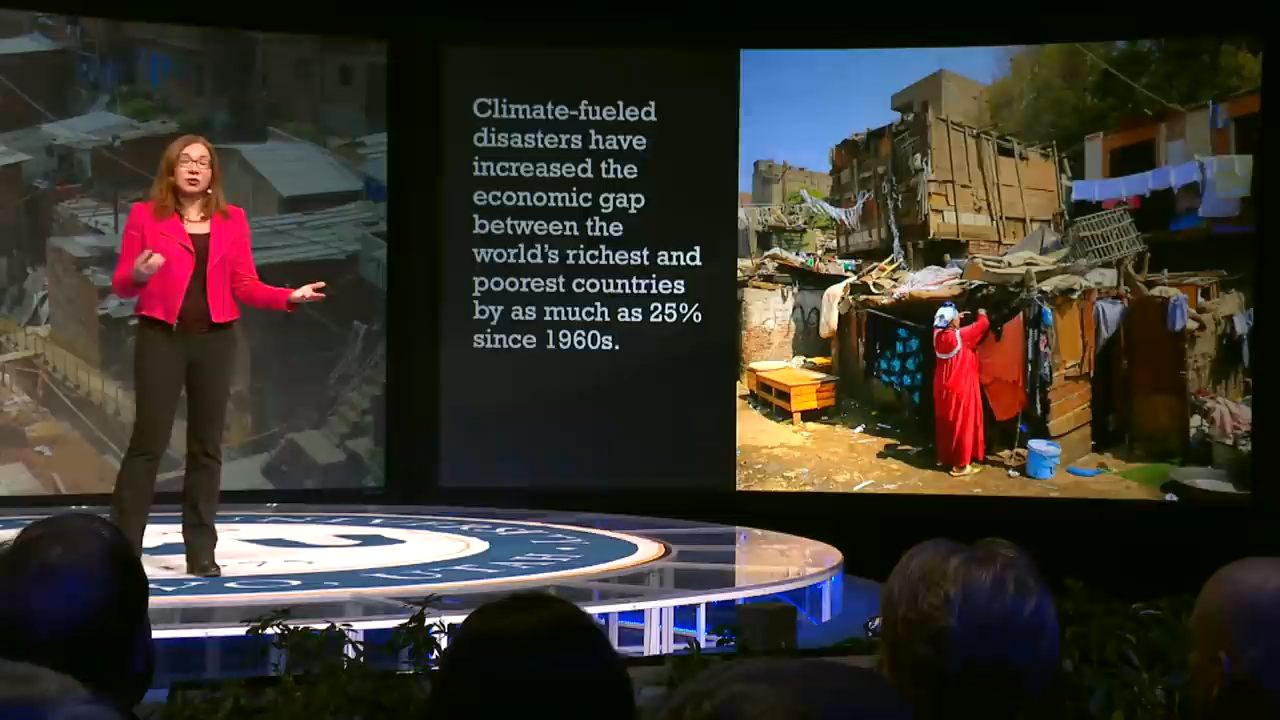 Climate-fueled
disasters have
increased the
economic gap
between the
world's richest and
poorest countries
by as much as 25%
since 1960s.
UTAH